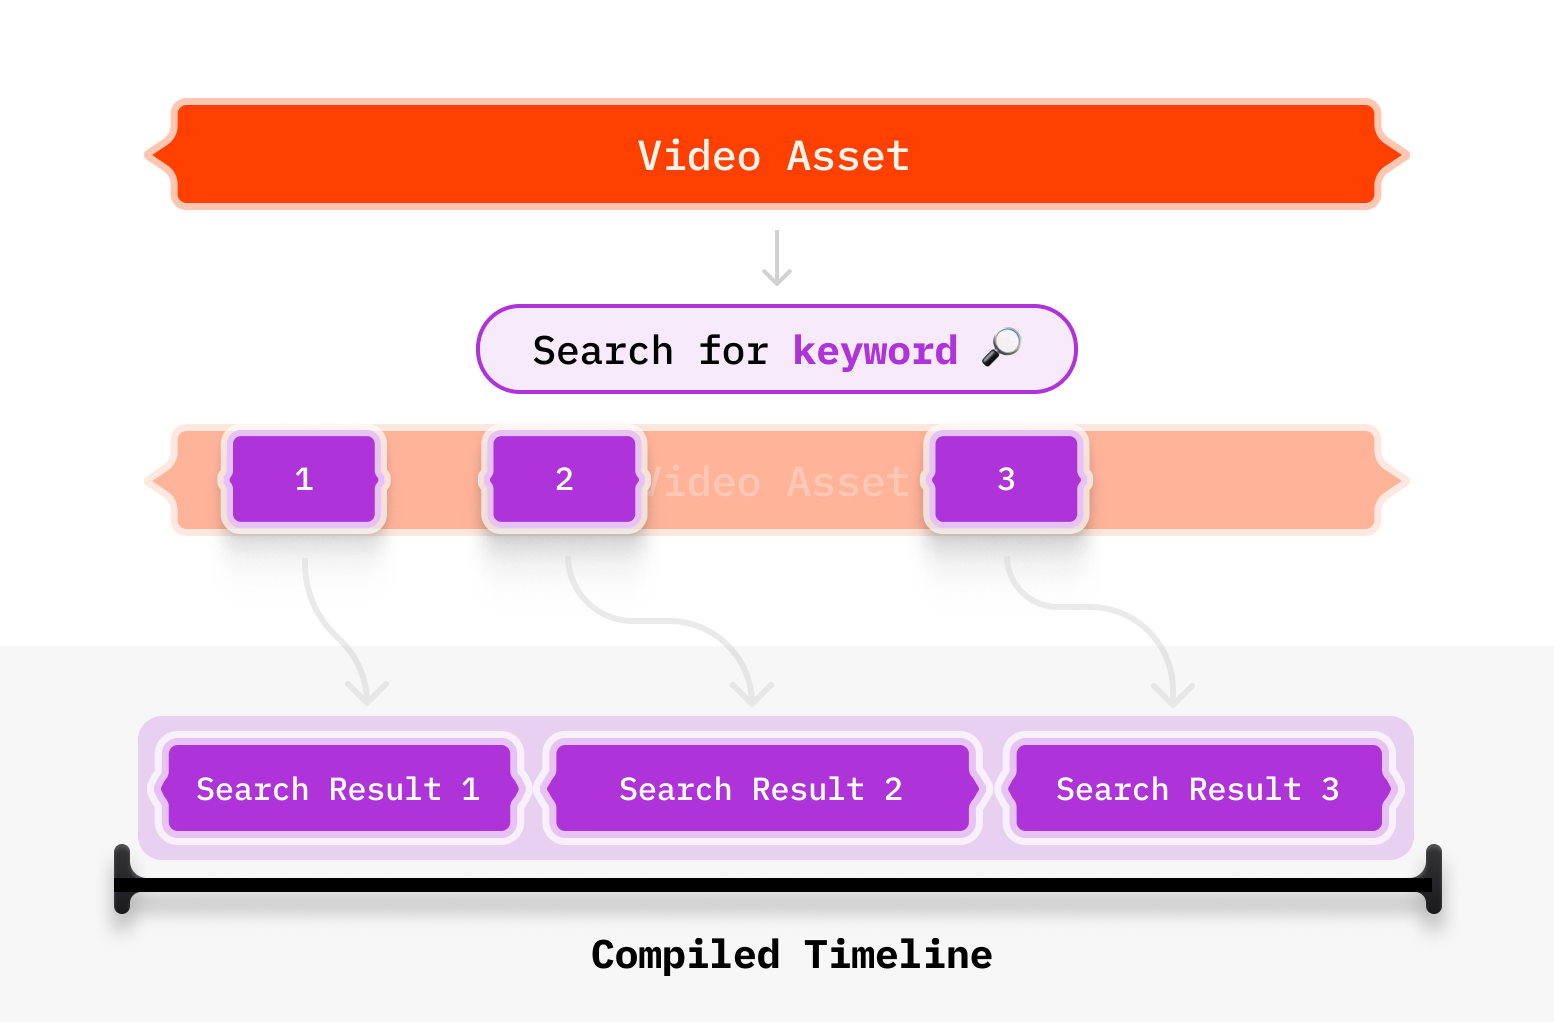 Video Asset
Search for keyword 🔎
Video Asset
1
2
3
Search Result 1
Search Result 2
Search Result 3
Compiled Timeline